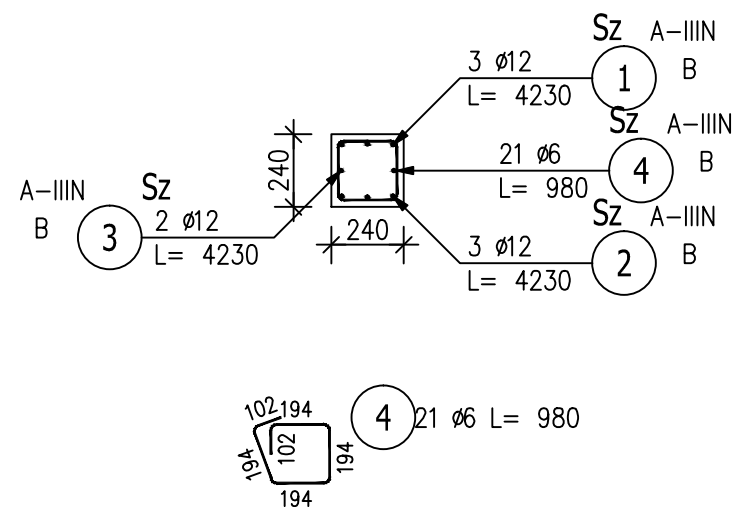 Sz A-IIIN
3 ø12 1 B
L= 4230
Sz A-IIIN
21 ø6 4 B
L= 980
240
240
Sz A-IIIN
3 ø12 2 B
L= 4230
A-IIIN Sz
B 3 2 ø12
L= 4230
102 194
4 21 ø6 L= 980
194 102 194
194